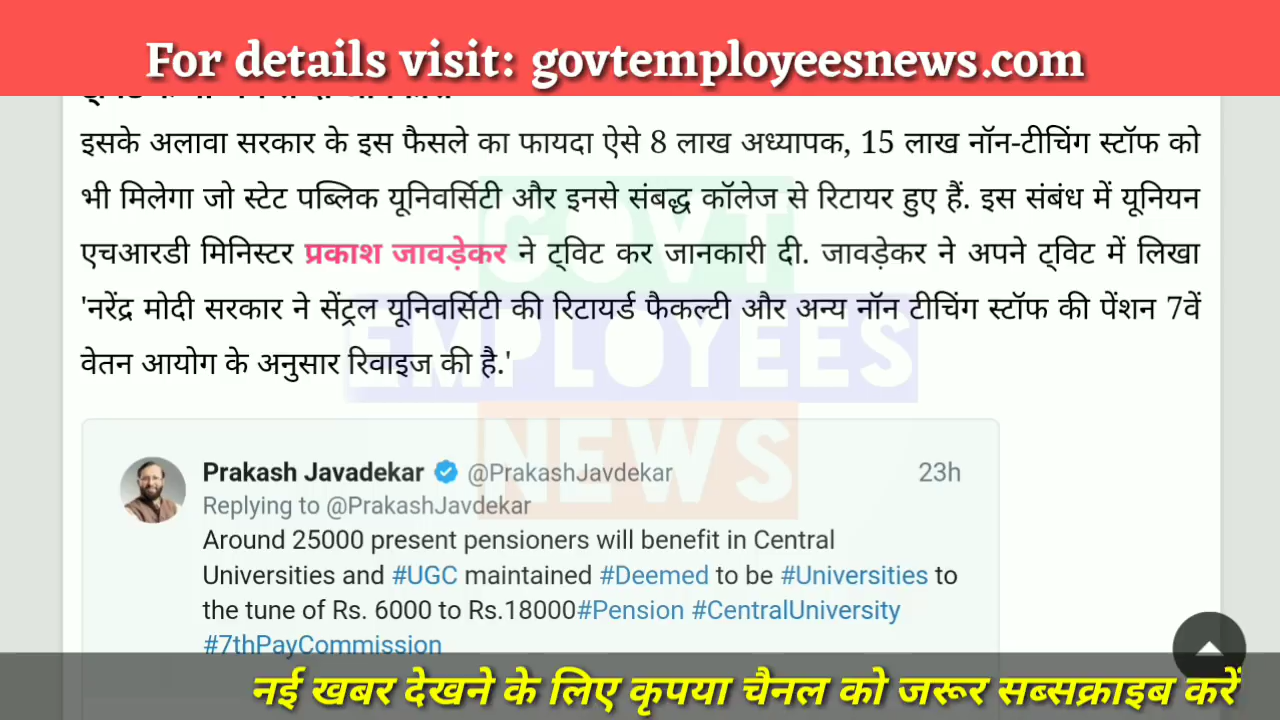 For details visit: govtemployeesnews.com
इसके अलावा सरकार के इस फैसले का फायदा ऐसे 8 लाख अध्यापक, 15 लाख नॉन-टीचिंग स्टॉफ को
भी मिलेगा जो स्टेट पब्लिक यूनिवर्सिटी और इनसे संबद्ध कॉलेज से रिटायर हुए हैं. इस संबंध में यूनियन
एचआरडी मिनिस्टर प्रकाश जावड़ेकर ने ट्विट कर जानकारी दी. जावड़ेकर ने अपने ट्विट में लिखा
'नरेंद्र मोदी सरकार ने सेंट्रल यूनिवर्सिटी की रिटायर्ड फैकल्टी और अन्य नॉन टीचिंग स्टॉफ की पेंशन 7वें
वेतन आयोग के अनुसार रिवाइज की है.'
GOVT
EMPLOYEES
NEWS
Prakash Javadekar @PrakashJavdekar 23h
Replying to @PrakashJavdekar
Around 25000 present pensioners will benefit in Central
Universities and #UGC maintained #Deemed to be #Universities to
the tune of Rs. 6000 to Rs.18000#Pension #CentralUniversity
#7thPayCommission
नई खबर देखने के लिए कृपया चैनल को जरूर सब्सक्राइब करें